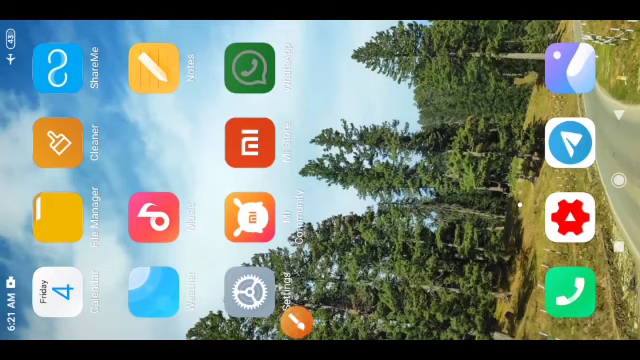 6:21 AM
43
Friday
4
Calendar
File Manager
Cleaner
ShareMe
Weather
Music
Notes
Settings
Mi Community
Mi Store
WhatsApp